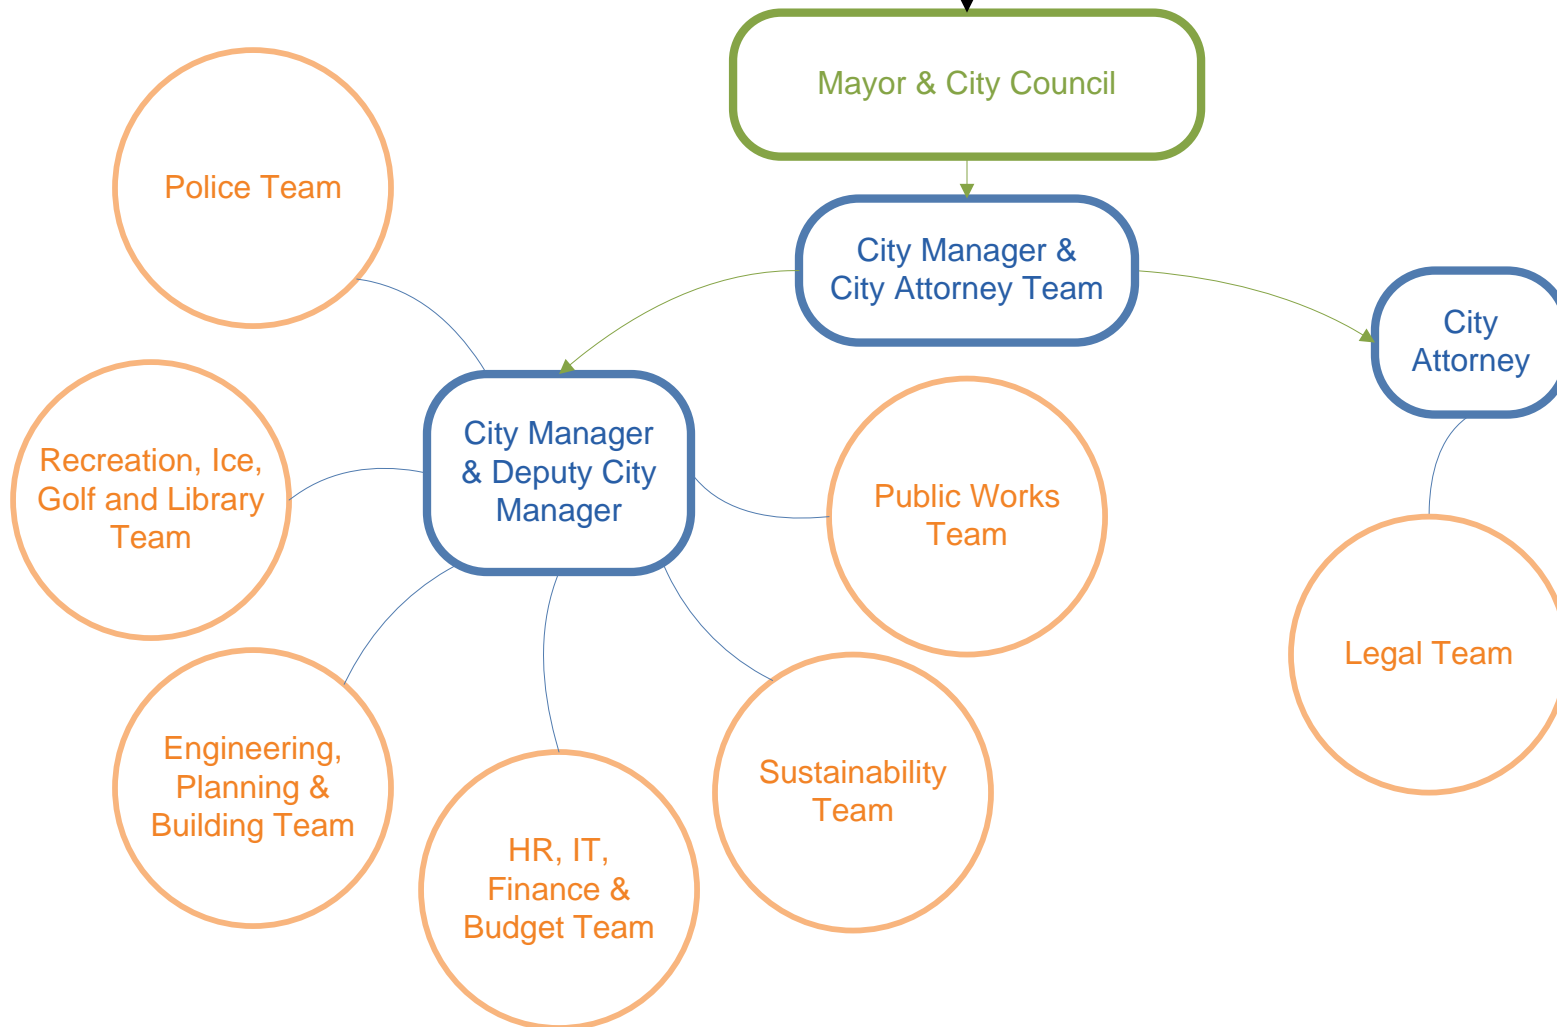 Mayor & City Council
Police Team
City Manager &
City Attorney Team
City
Attorney
City Manager
& Deputy City
Manager
Recreation, Ice,
Golf and Library
Team
Public Works
Team
Legal Team
Engineering,
Planning &
Building Team
Sustainability
Team
HR, IT,
Finance &
Budget Team